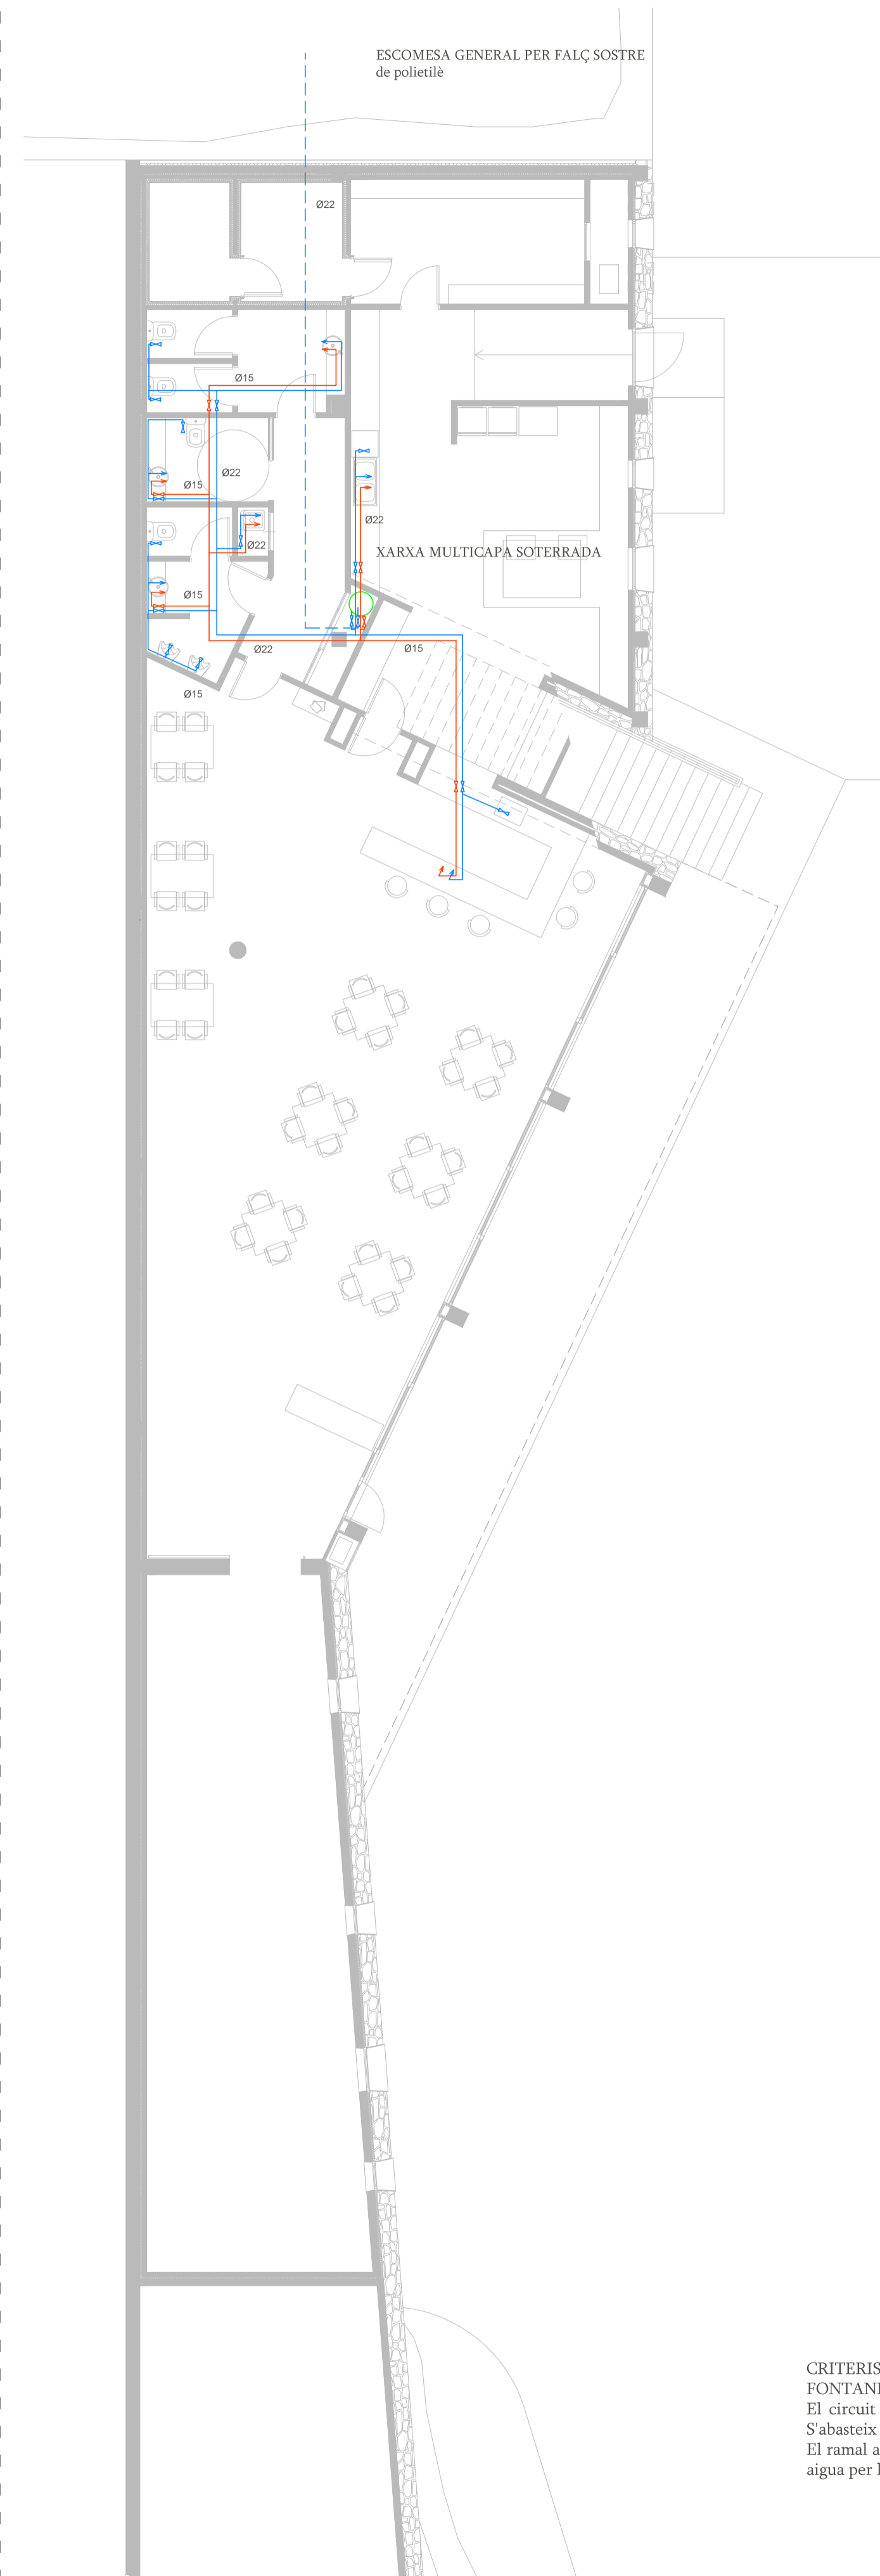 ESCOMESA GENERAL PER FALÇ SOSTRE
de polietilè
Ø22
Ø15
Ø22
Ø15
Ø22
XARXA MULTICAPA SOTERRADA
Ø22
Ø15
Ø22
Ø15
Ø15
CRITERIS
FONTAN
El circuit
S'abasteix
El ramal a
aigua per l